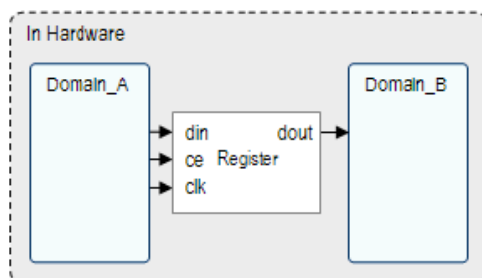 In Hardware
Domain_A
Domain_B
din
dout
ce
Register
clk